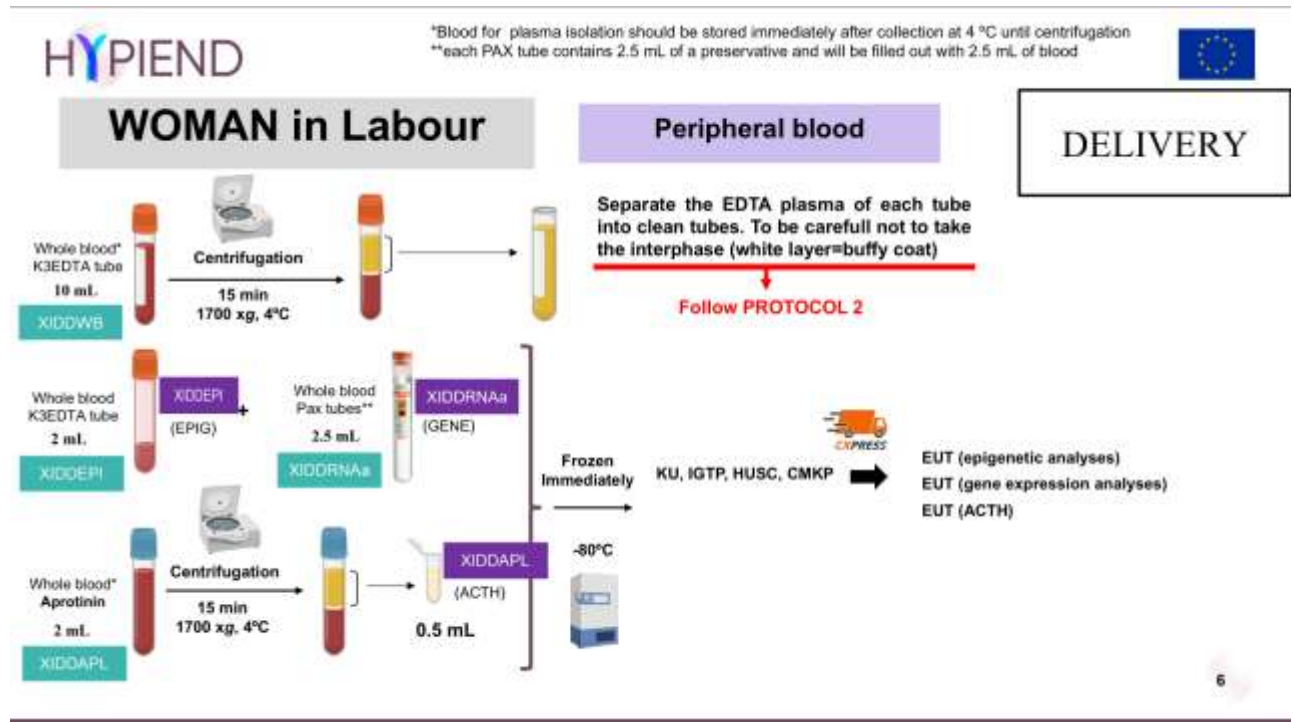 HYPIEND
*Blood for plasma isolation should be stored immediately after collection at 4 ºC until centrifugation
**each PAX tube contains 2.5 mL of a preservative and will be filled out with 2.5 mL of blood
WOMAN in Labour
Peripheral blood
DELIVERY
Whole blood*
K3EDTA tube
10 mL
XIDDWB
Centrifugation
15 min
1700 xg, 4ºC
Separate the EDTA plasma of each tube
into clean tubes. To be carefull not to take
the interphase (white layer=buffy coat)
Follow PROTOCOL 2
Whole blood
K3EDTA tube
2 mL
XIDDEPI
XIDDEPI
(EPIG)
+
Whole blood
Pax tubes**
2.5 mL
XIDDRNAa
XIDDRNAa
(GENE)
Frozen
Immediately
-80ºC
KU, IGTP, HUSC, CMKP
CXPRESS
EUT (epigenetic analyses)
EUT (gene expression analyses)
EUT (ACTH)
Whole blood*
Aprotinin
2 mL
XIDDAPL
Centrifugation
15 min
1700 xg, 4ºC
XIDDAPL
(ACTH)
0.5 mL
6